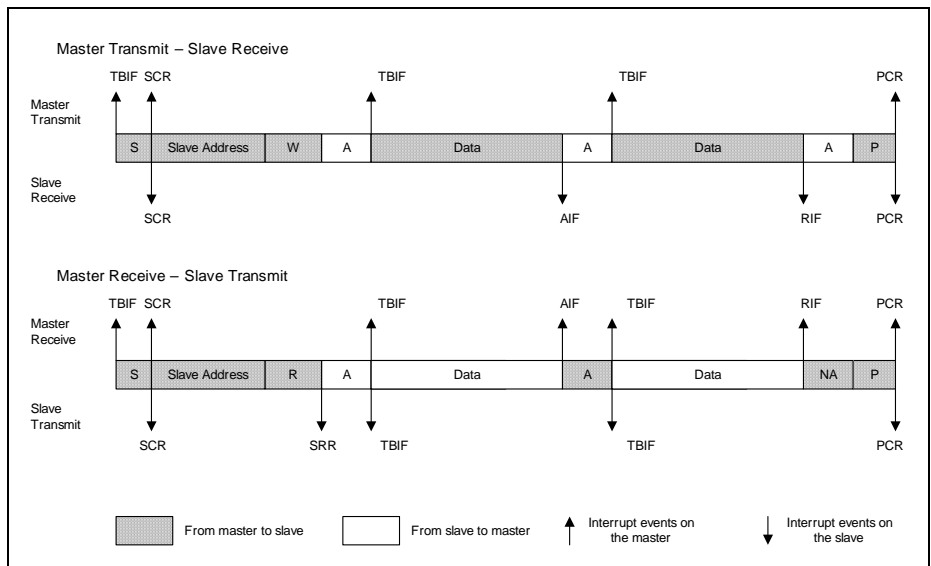 Master Transmit – Slave Receive
TBIF SCR TBIF TBIF PCR
Master
Transmit
S Slave Address W A Data A Data A P
Slave
Receive
SCR AIF RIF PCR
Master Receive – Slave Transmit
TBIF SCR TBIF AIF TBIF RIF PCR
Master
Receive
S Slave Address R A Data A Data NA P
Slave
Transmit
SCR SRR TBIF TBIF PCR
From master to slave
From slave to master
Interrupt events on
the master
Interrupt events on
the slave